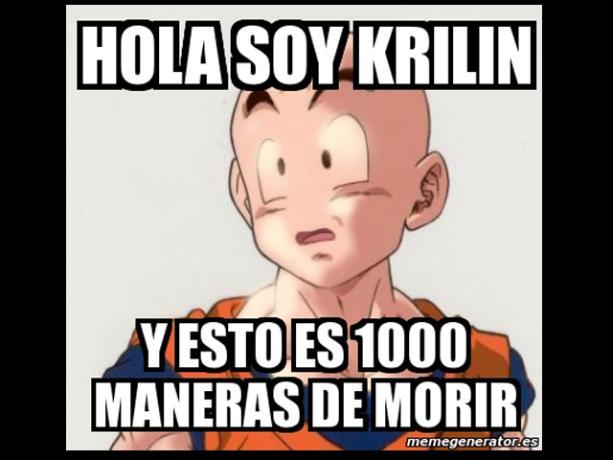 HOLA SOY KRILIN
Y ESTO ES 1000
MANERAS DE MORIR
memegenerator.es